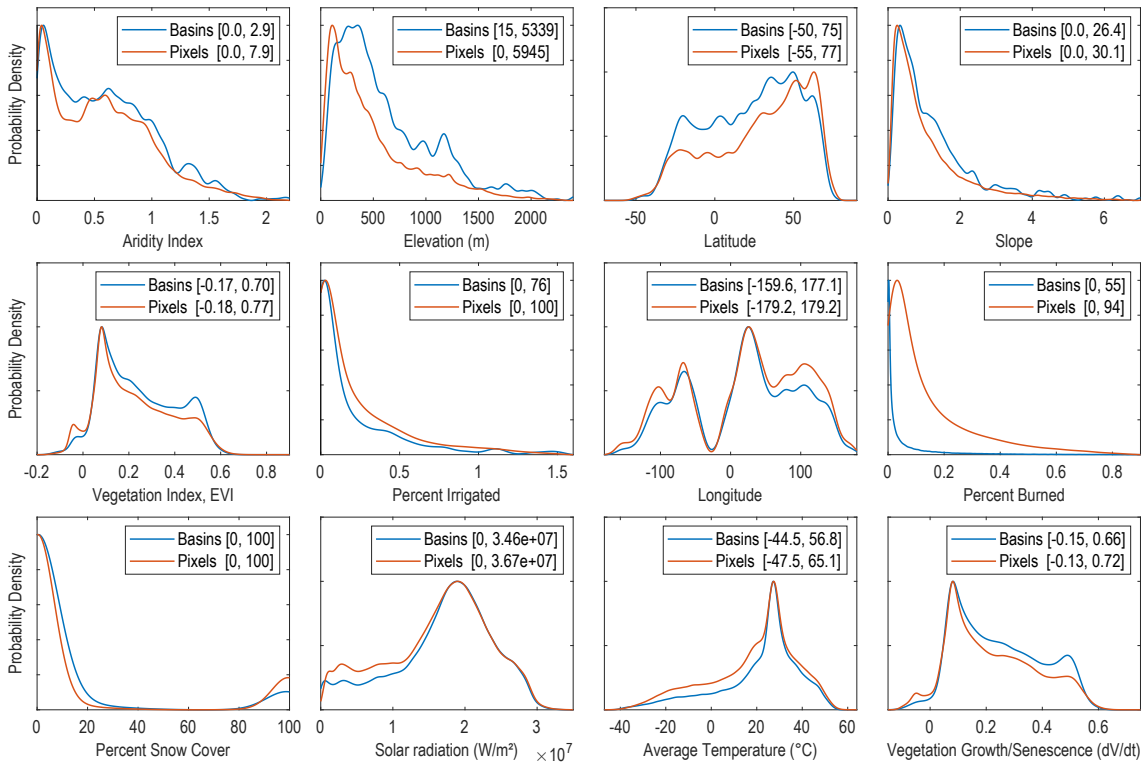 Basins [0.0, 2.9]
Pixels [0.0, 7.9]
Probability Density
0 0.5 1 1.5 2
Aridity Index
Basins [15, 5339]
Pixels [0, 5945]
0 500 1000 1500 2000
Elevation (m)
Basins [-50, 75]
Pixels [-55, 77]
-50 0 50
Latitude
Basins [0.0, 26.4]
Pixels [0.0, 30.1]
0 2 4 6
Slope
Basins [-0.17, 0.70]
Pixels [-0.18, 0.77]
Probability Density
-0.2 0 0.2 0.4 0.6 0.8
Vegetation Index, EVI
Basins [0, 76]
Pixels [0, 100]
0 0.5 1 1.5
Percent Irrigated
Basins [-159.6, 177.1]
Pixels [-179.2, 179.2]
-100 0 100
Longitude
Basins [0, 55]
Pixels [0, 94]
0 0.2 0.4 0.6 0.8
Percent Burned
Basins [0, 100]
Pixels [0, 100]
Probability Density
0 20 40 60 80 100
Percent Snow Cover
Basins [0, 3.46e+07]
Pixels [0, 3.67e+07]
0 1 2 3
Solar radiation (W/m²)
×10⁷
Basins [-44.5, 56.8]
Pixels [-47.5, 65.1]
-40 -20 0 20 40 60
Average Temperature (°C)
Basins [-0.15, 0.66]
Pixels [-0.13, 0.72]
0 0.2 0.4 0.6
Vegetation Growth/Senescence (dV/dt)